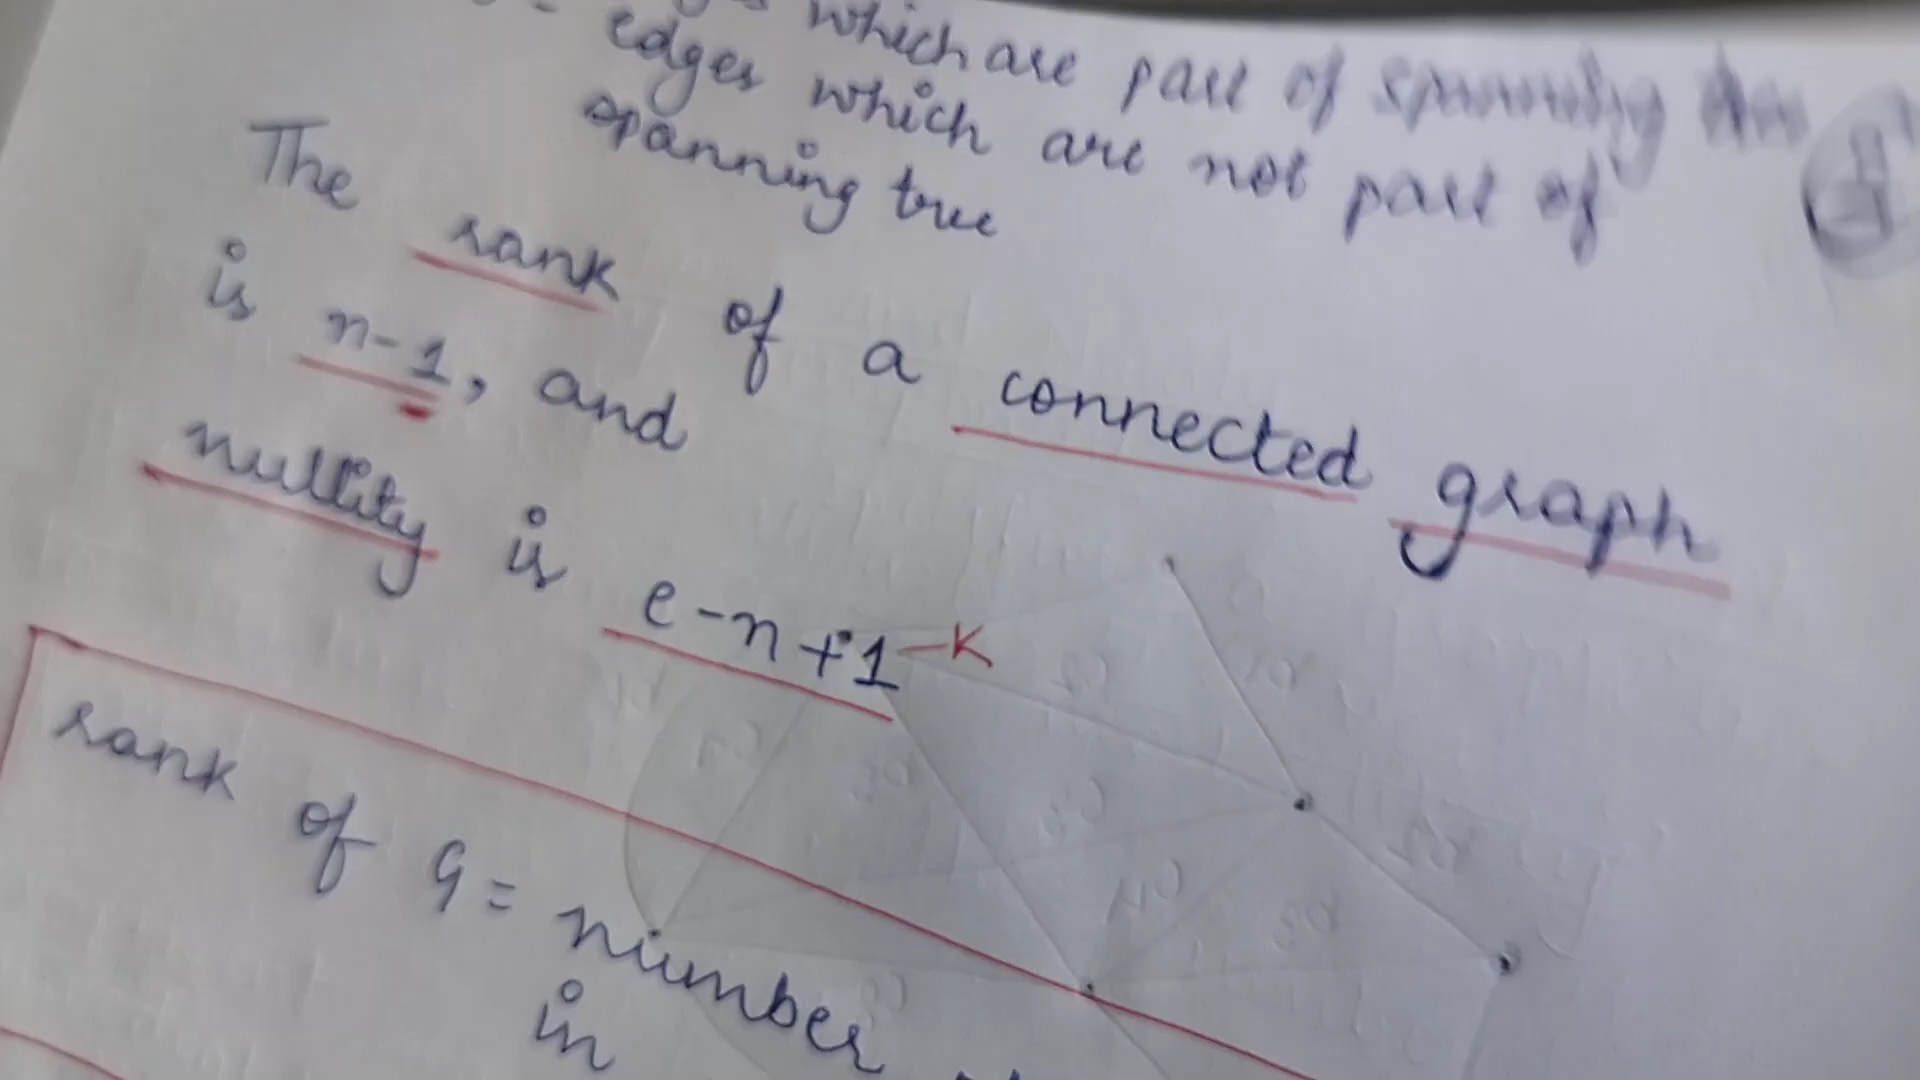 which are part of spanning
edges which are not part of
spanning tree
The rank of a connected graph
is n-1, and
nullity is e-n+1 -K
rank of G = number
in